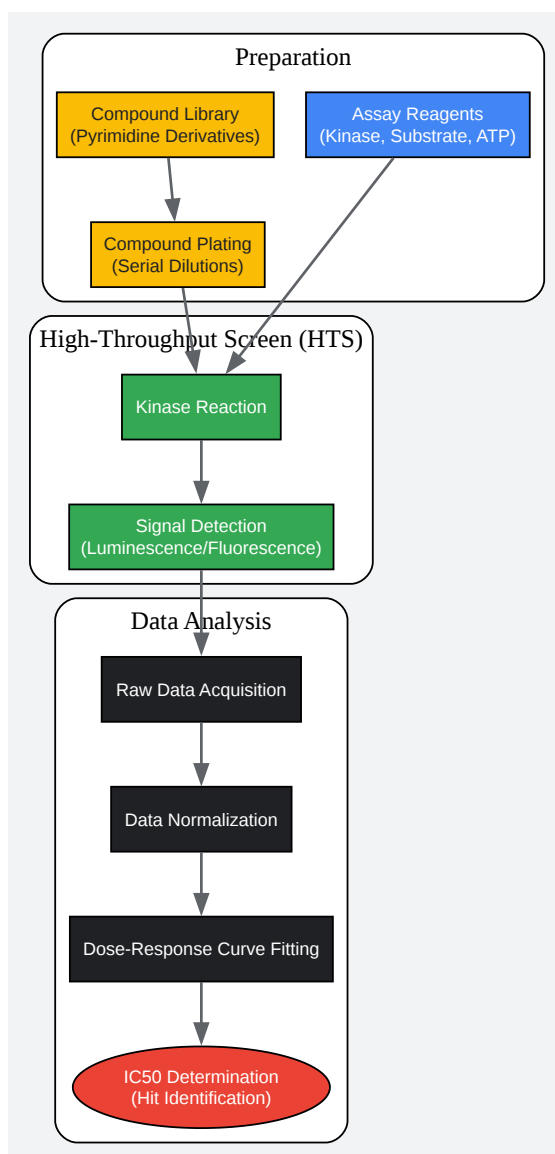 Preparation
Compound Library
(Pyrimidine Derivatives)
Assay Reagents
(Kinase, Substrate, ATP)
Compound Plating
(Serial Dilutions)
High-Throughput Screen (HTS)
Kinase Reaction
Signal Detection
(Luminescence/Fluorescence)
Data Analysis
Raw Data Acquisition
Data Normalization
Dose-Response Curve Fitting
IC50 Determination
(Hit Identification)